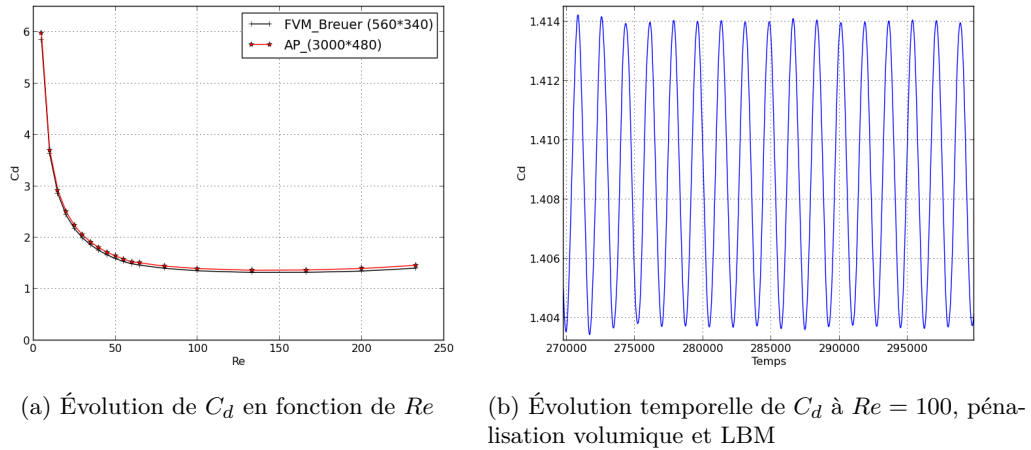 FVM_Breuer (560*340)
AP_(3000*480)
6
5
4
3
2
1
0
Cd
0 50 100 150 200 250
Re
1.414
1.412
1.410
1.408
1.406
1.404
Cd
270000 275000 280000 285000 290000 295000
Temps
(a) Évolution de $C_d$ en fonction de $Re$
(b) Évolution temporelle de $C_d$ à $Re = 100$, péna-
lisation volumique et LBM